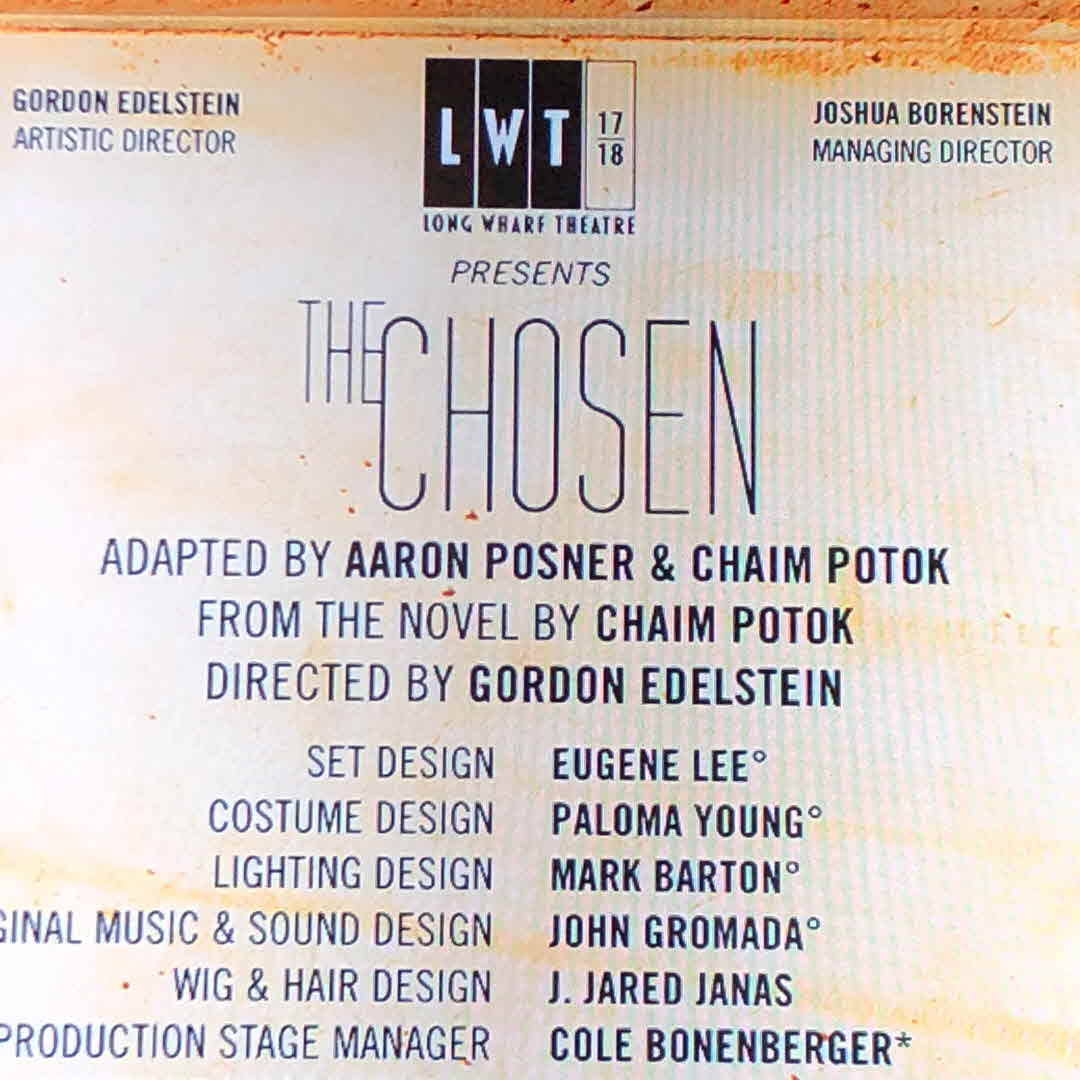 GORDON EDELSTEIN
ARTISTIC DIRECTOR
LWT 17 18
LONG WHARF THEATRE
JOSHUA BORENSTEIN
MANAGING DIRECTOR
PRESENTS
THE CHOSEN
ADAPTED BY AARON POSNER & CHAIM POTOK
FROM THE NOVEL BY CHAIM POTOK
DIRECTED BY GORDON EDELSTEIN
SET DESIGN EUGENE LEE°
COSTUME DESIGN PALOMA YOUNG°
LIGHTING DESIGN MARK BARTON°
GINAL MUSIC & SOUND DESIGN JOHN GROMADA°
WIG & HAIR DESIGN J. JARED JANAS
PRODUCTION STAGE MANAGER COLE BONENBERGER*